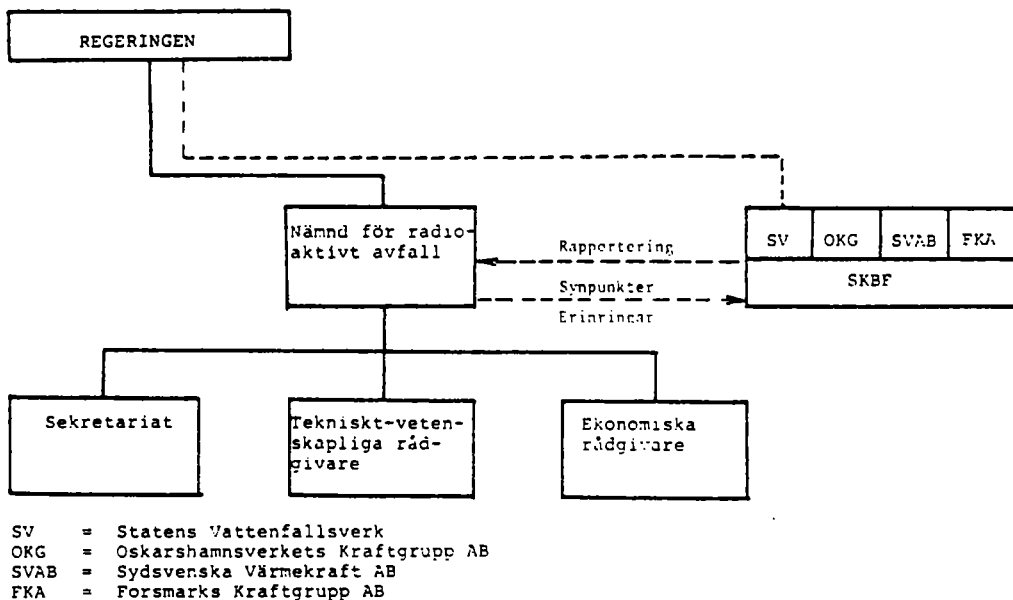 REGERINGEN
Nämnd för radio-
aktivt avfall
Rapportering
Synpunkter
Erinringar
SV OKG SVAB FKA
SKBF
Sekretariat
Tekniskt-veten-
skapliga råd-
givare
Ekonomiska
rådgivare
SV = Statens Vattenfallsverk
OKG = Oskarshamnsverkets Kraftgrupp AB
SVAB = Sydsvenska Värmekraft AB
FKA = Forsmarks Kraftgrupp AB